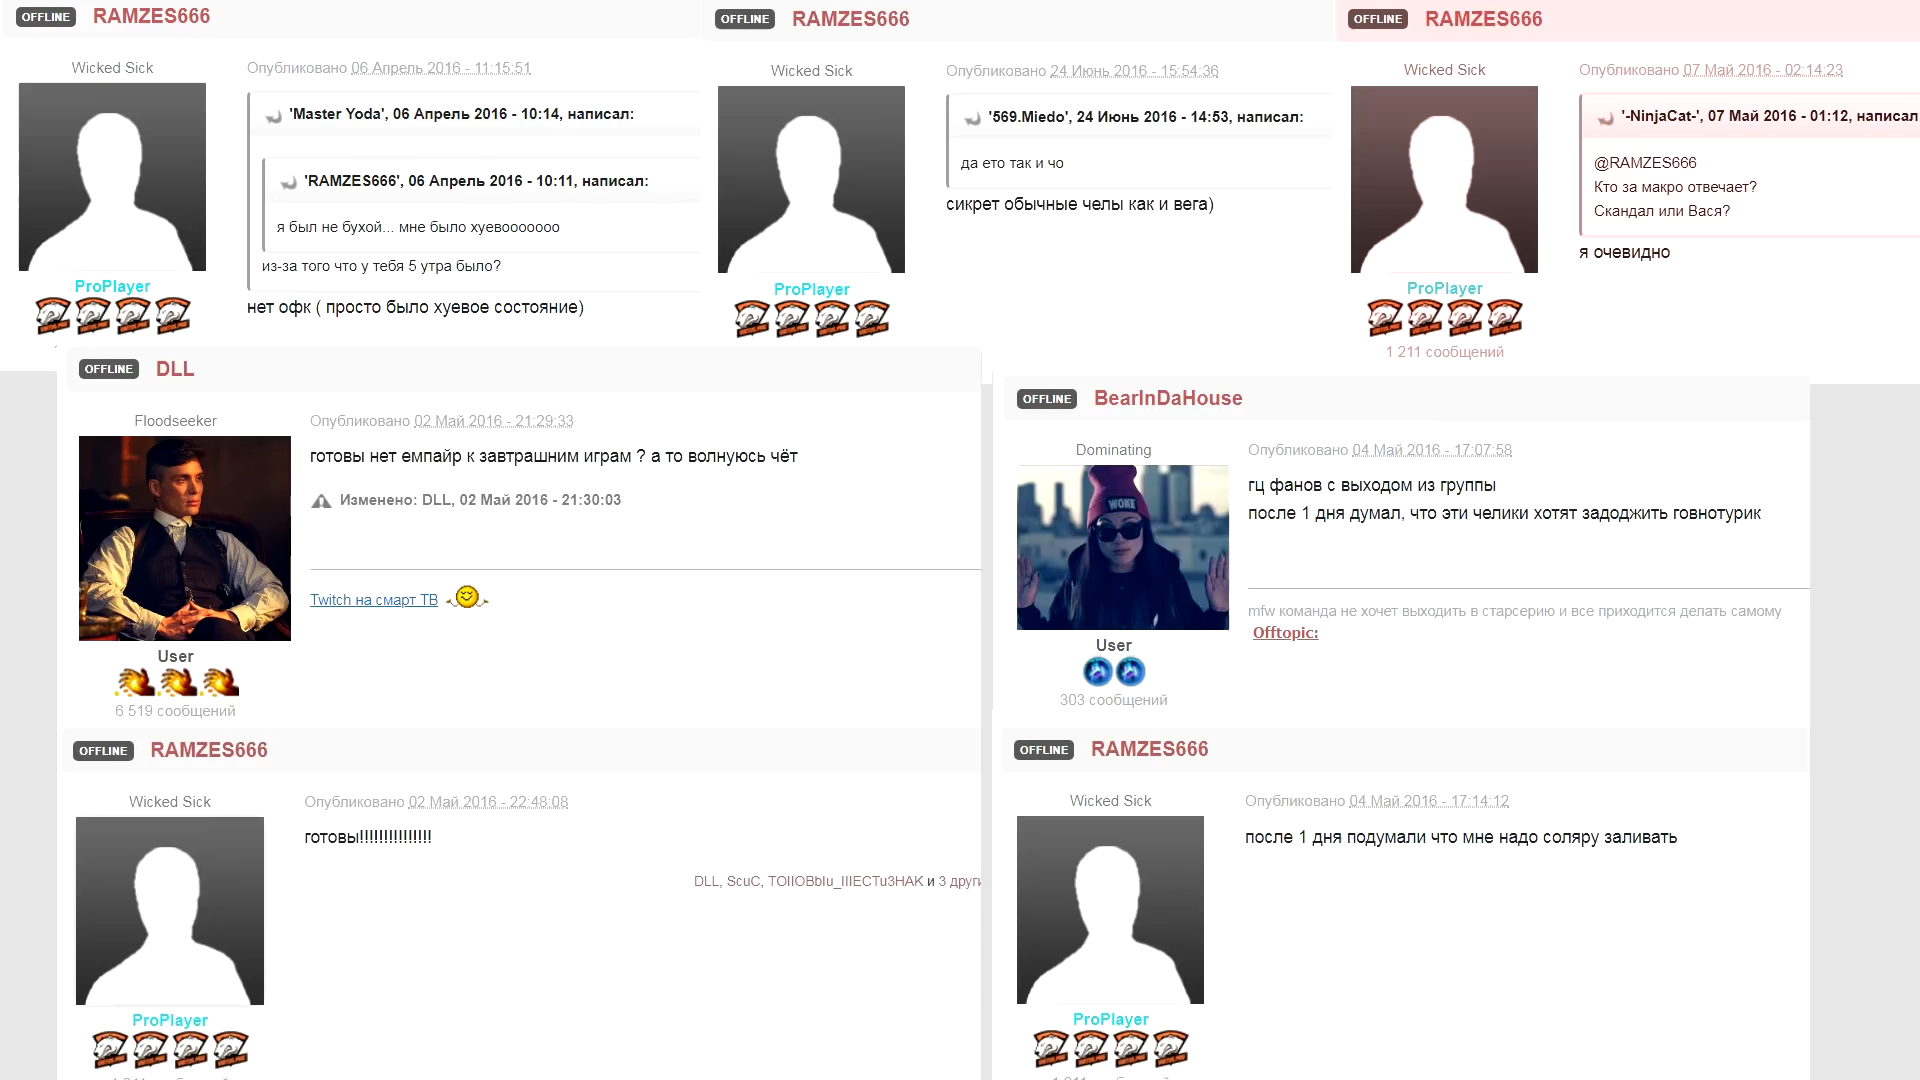 OFFLINE RAMZES666
Wicked Sick
Опубликовано 06 Апрель 2016 - 11:15:51
'Master Yoda', 06 Апрель 2016 - 10:14, написал:
'RAMZES666', 06 Апрель 2016 - 10:11, написал:
я был не бухой... мне было хуевооооооо
из-за того что у тебя 5 утра было?
нет офк ( просто было хуевое состояние)
ProPlayer
OFFLINE RAMZES666
Wicked Sick
Опубликовано 24 Июнь 2016 - 15:54:36
'569.Miedo', 24 Июнь 2016 - 14:53, написал:
да ето так и чо
сикрет обычные челы как и вега)
ProPlayer
OFFLINE RAMZES666
Wicked Sick
Опубликовано 07 Май 2016 - 02:14:23
'-NinjaCat-', 07 Май 2016 - 01:12, написал
@RAMZES666
Кто за макро отвечает?
Скандал или Вася?
я очевидно
ProPlayer
1 211 сообщений
OFFLINE DLL
Floodseeker
Опубликовано 02 Май 2016 - 21:29:33
готовы нет емпайр к завтрашним играм ? а то волнуюсь чёт
Изменено: DLL, 02 Май 2016 - 21:30:03
Twitch на смарт ТВ
User
6 519 сообщений
OFFLINE BearInDaHouse
Dominating
Опубликовано 04 Май 2016 - 17:07:58
гц фанов с выходом из группы
после 1 дня думал, что эти челики хотят задоджить говнотурик
WOKE
mfw команда не хочет выходить в старсерию и все приходится делать самому
Offtopic:
User
303 сообщений
OFFLINE RAMZES666
Wicked Sick
Опубликовано 02 Май 2016 - 22:48:08
готовы!!!!!!!!!!!!!!!
DLL, ScuC, TOIIOBbIu_IIIECTu3HAK и 3 други
ProPlayer
OFFLINE RAMZES666
Wicked Sick
Опубликовано 04 Май 2016 - 17:14:12
после 1 дня подумали что мне надо соляру заливать
ProPlayer